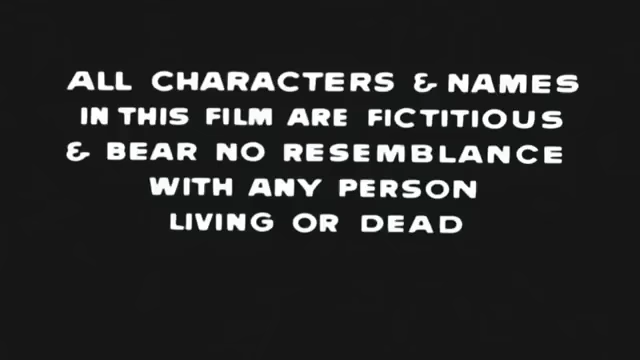 ALL CHARACTERS & NAMES
IN THIS FILM ARE FICTITIOUS
& BEAR NO RESEMBLANCE
WITH ANY PERSON
LIVING OR DEAD